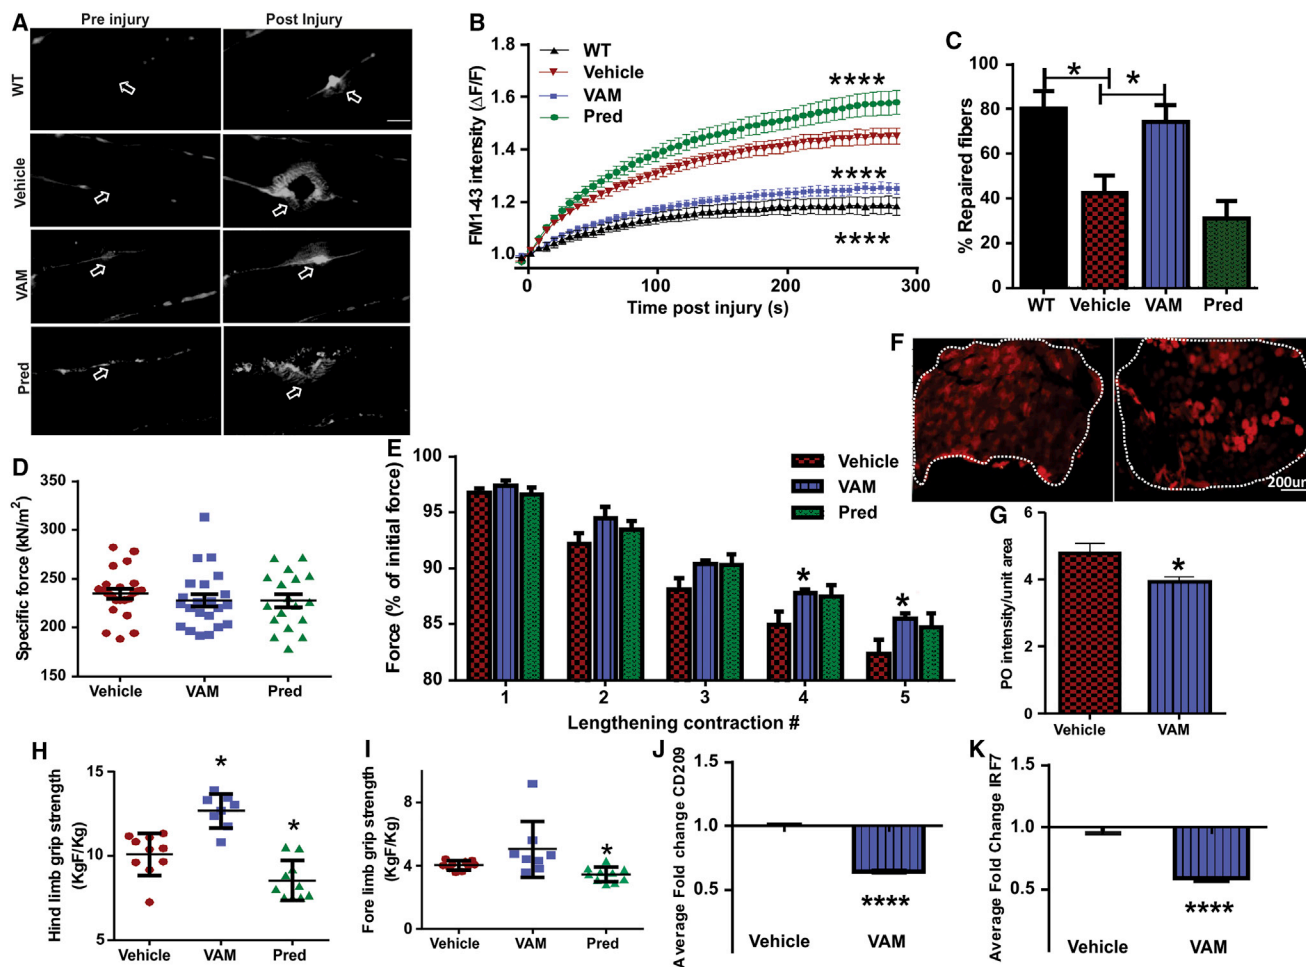 A
Pre injury
Post Injury
WT
Vehicle
VAM
Pred
B
WT
Vehicle
VAM
Pred
FM1-43 intensity (ΔF/F)
1.8
1.6
1.4
1.2
1.0
****
****
****
0
100
200
300
Time post injury (s)
C
% Repaired fibers
100
80
60
40
20
0
*
*
WT
Vehicle
VAM
Pred
D
Specific force (kN/m²)
350
300
250
200
150
Vehicle
VAM
Pred
E
Force (% of initial force)
100
95
90
85
80
Vehicle
VAM
Pred
*
*
1
2
3
4
5
Lengthening contraction #
F
200um
G
PO intensity/unit area
6
4
2
0
*
Vehicle
VAM
H
Hind limb grip strength
(KgF/Kg)
15
10
5
*
*
Vehicle
VAM
Pred
I
Fore limb grip strength
(KgF/Kg)
8
4
0
*
Vehicle
VAM
Pred
J
Average Fold change CD209
1.5
1.0
0.5
****
Vehicle
VAM
K
Average Fold Change IRF7
1.5
1.0
0.5
****
Vehicle
VAM